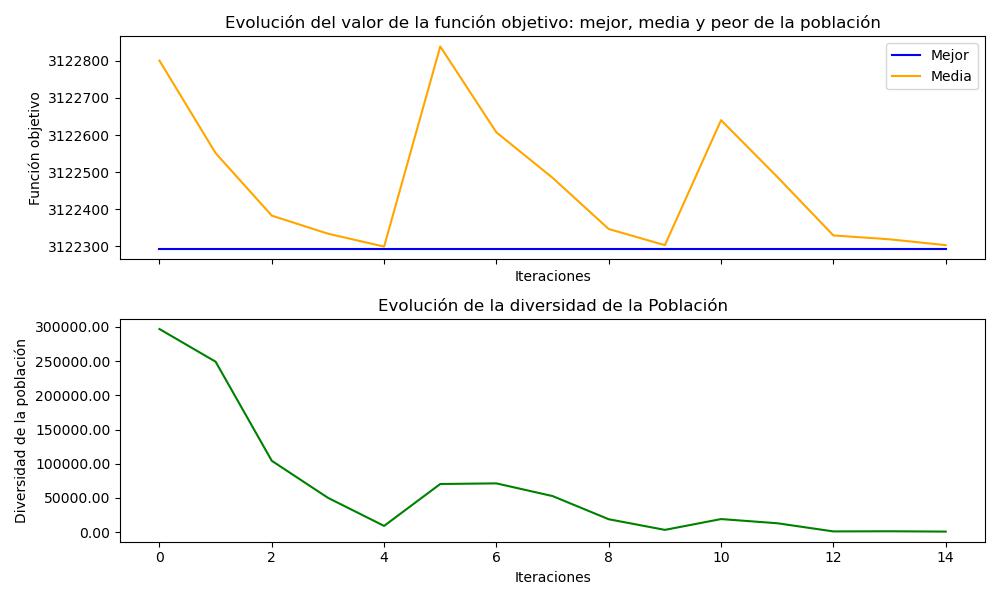 Evolución del valor de la función objetivo: mejor, media y peor de la población
Mejor
Media
Función objetivo
3122800
3122700
3122600
3122500
3122400
3122300
Iteraciones
Evolución de la diversidad de la Población
Diversidad de la población
300000.00
250000.00
200000.00
150000.00
100000.00
50000.00
0.00
0 2 4 6 8 10 12 14
Iteraciones